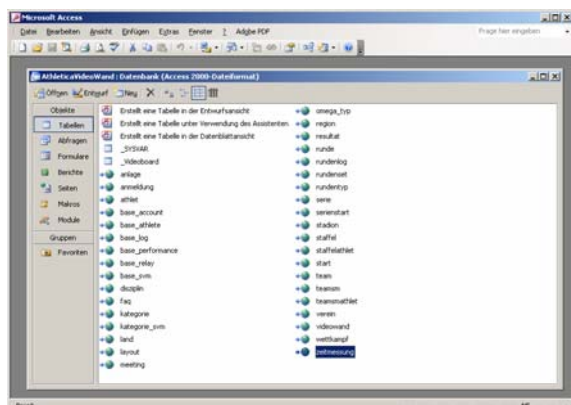 Microsoft Access
Datei Bearbeiten Ansicht Einfügen Extras Fenster ? Adobe PDF
Frage hier eingeben
AthleticaVideoWand : Datenbank (Access 2000-Dateiformat)
Öffnen Entwurf Neu
Objekte
Tabellen
Abfragen
Formulare
Berichte
Seiten
Makros
Module
Gruppen
Favoriten
Erstellt eine Tabelle in der Entwurfsansicht
Erstellt eine Tabelle unter Verwendung des Assistenten
Erstellt eine Tabelle in der Datenblattansicht
_SYSVAR
_Videoboard
anlage
anmeldung
athlet
base_account
base_athlete
base_log
base_performance
base_relay
base_svm
disziplin
faq
kategorie
kategorie_svm
land
layout
meeting
omega_typ
region
resultat
runde
rundenlog
rundenset
rundentyp
serie
serienstart
stadion
staffel
staffelathlet
start
team
teamsm
teamsmathlet
verein
videowand
wettkampf
zeitmessung